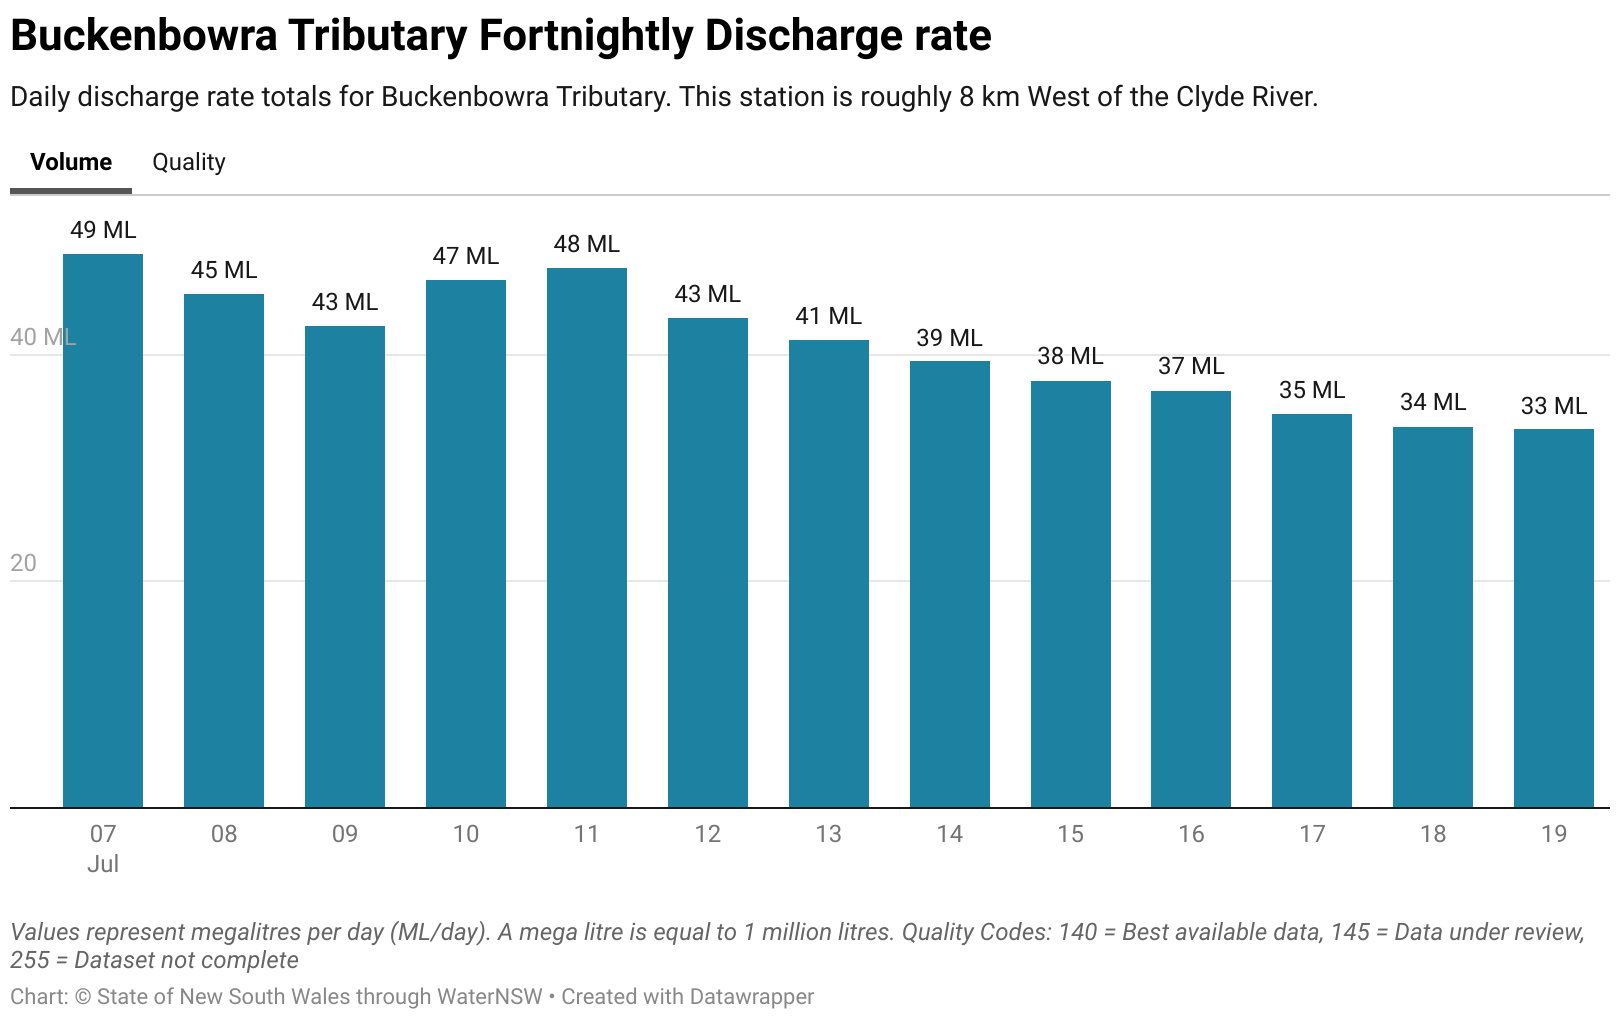 Buckenbowra Tributary Fortnightly Discharge rate
Daily discharge rate totals for Buckenbowra Tributary. This station is roughly 8 km West of the Clyde River.
Volume Quality
49 ML 45 ML 43 ML 47 ML 48 ML 43 ML 41 ML 39 ML 38 ML 37 ML 35 ML 34 ML 33 ML
40 ML
20
07 08 09 10 11 12 13 14 15 16 17 18 19
Jul
Values represent megalitres per day (ML/day). A mega litre is equal to 1 million litres. Quality Codes: 140 = Best available data, 145 = Data under review,
255 = Dataset not complete
Chart: © State of New South Wales through WaterNSW • Created with Datawrapper